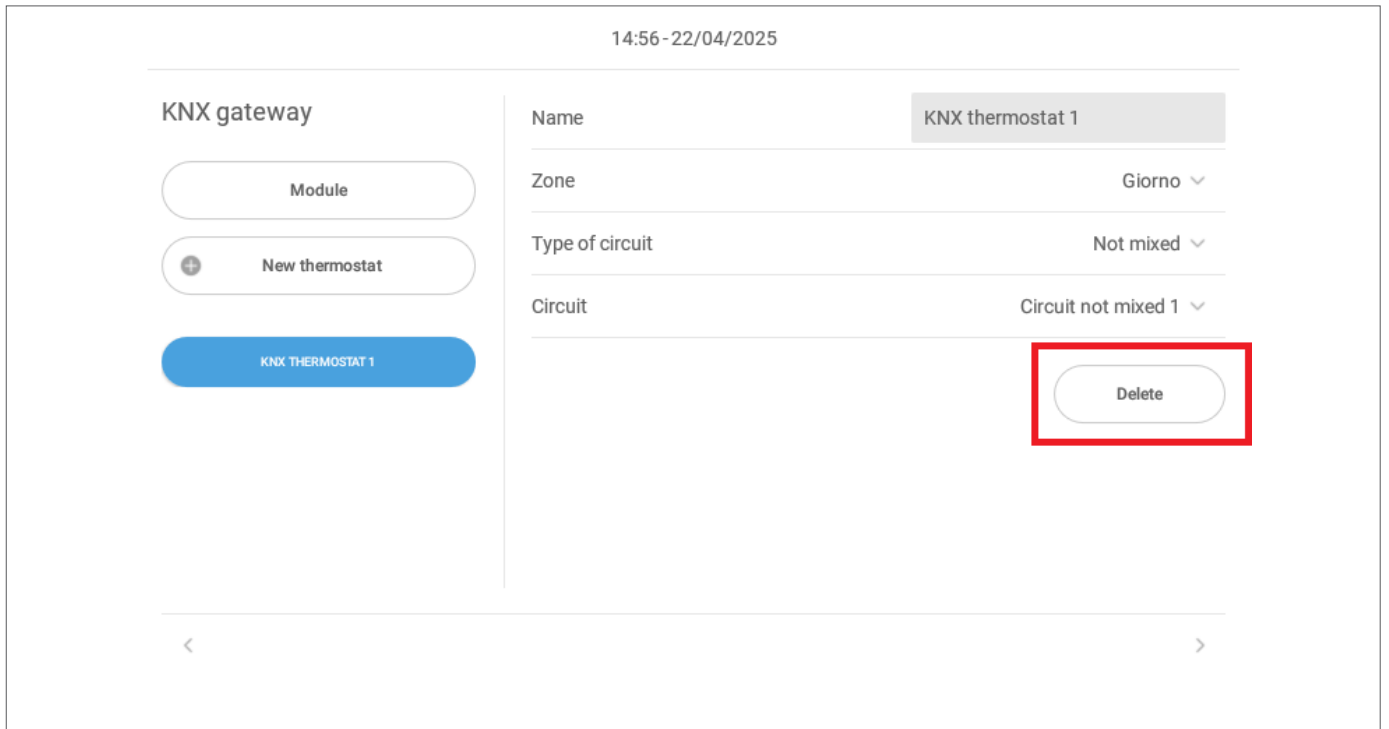 14:56-22/04/2025
KNX gateway
Module
New thermostat
KNX THERMOSTAT 1
Name KNX thermostat 1
Zone Giorno
Type of circuit Not mixed
Circuit Circuit not mixed 1
Delete